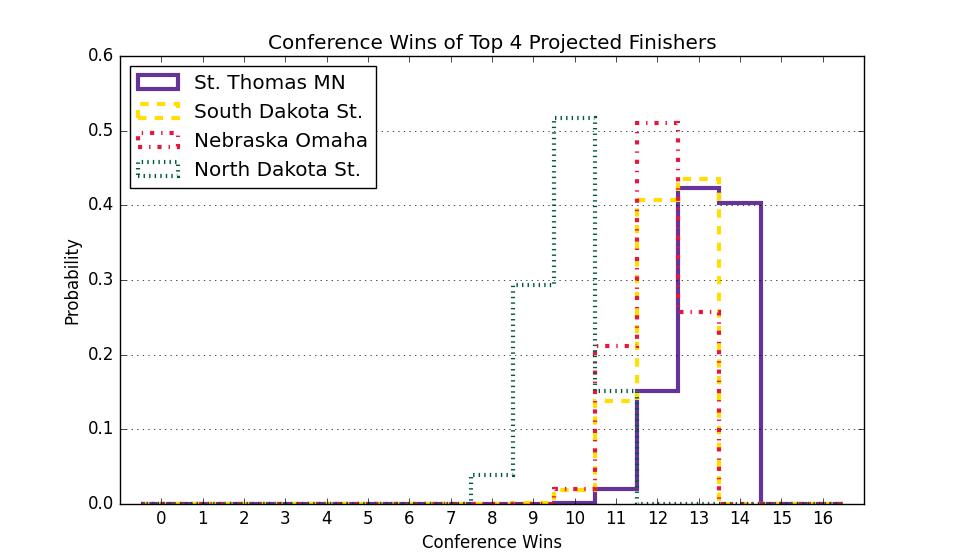 Conference Wins of Top 4 Projected Finishers
0.6
0.5
0.4
0.3
0.2
0.1
0.0
Probability
St. Thomas MN
South Dakota St.
Nebraska Omaha
North Dakota St.
0 1 2 3 4 5 6 7 8 9 10 11 12 13 14 15 16
Conference Wins